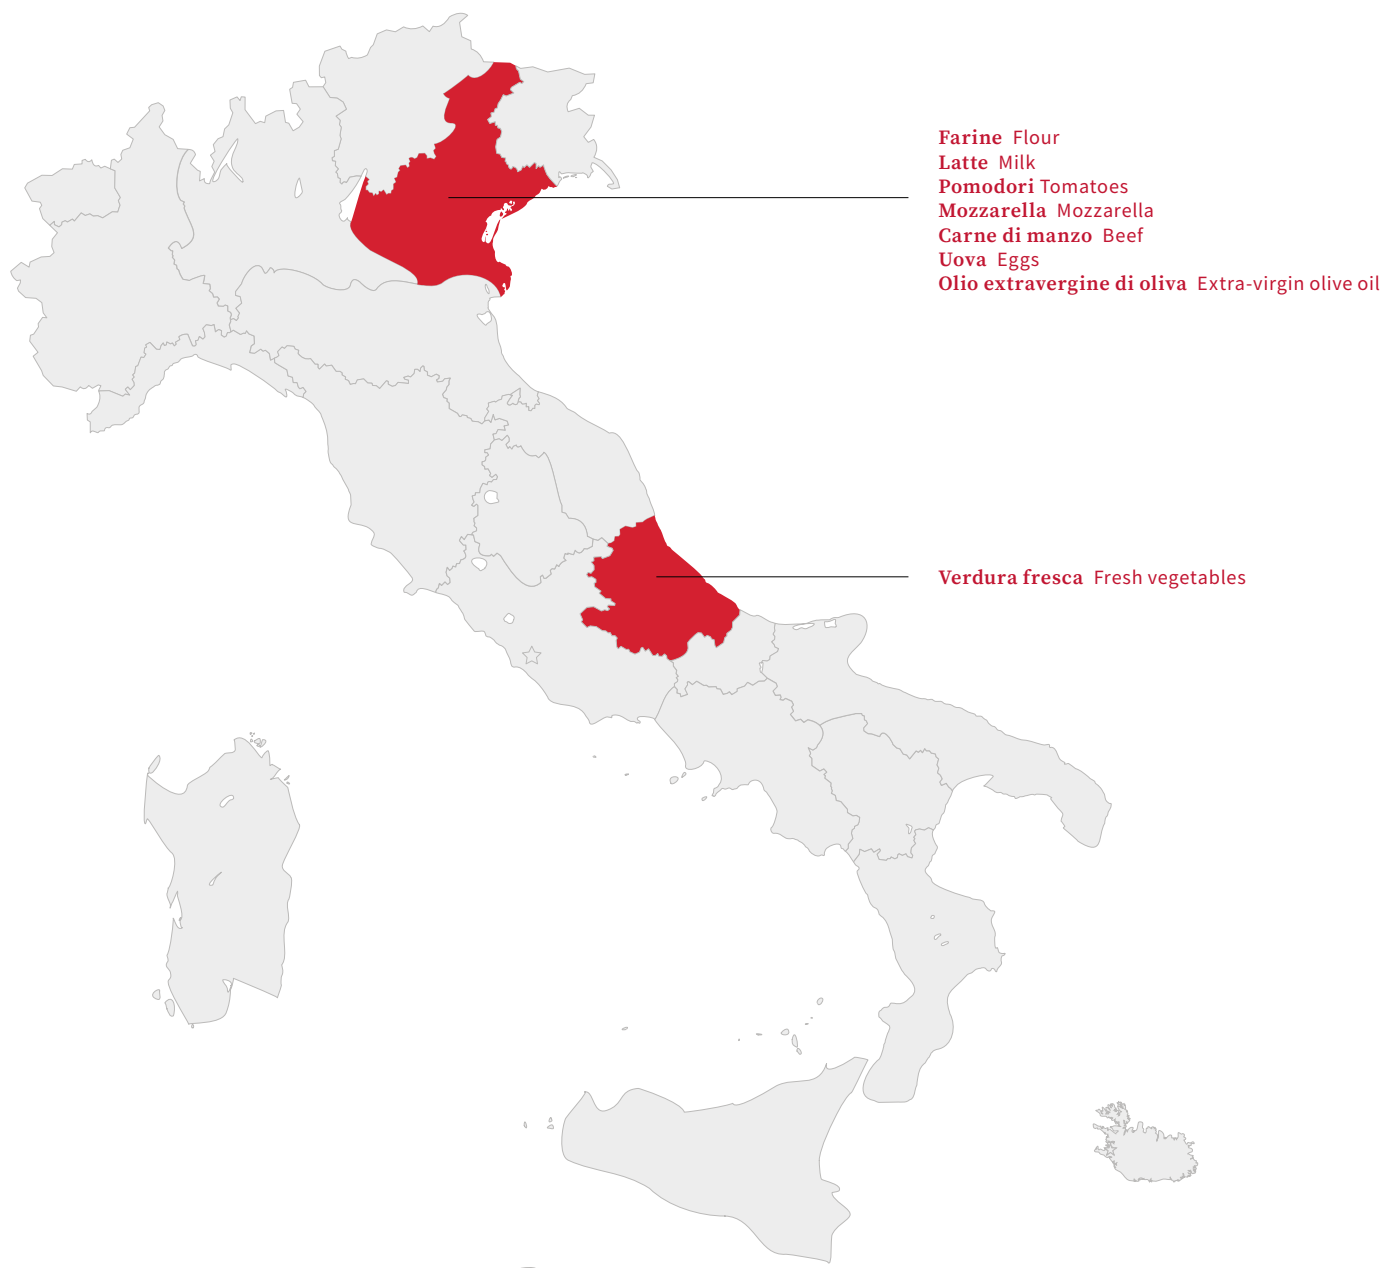 Farine Flour
Latte Milk
Pomodori Tomatoes
Mozzarella Mozzarella
Carne di manzo Beef
Uova Eggs
Olio extravergine di oliva Extra-virgin olive oil
Verdura fresca Fresh vegetables